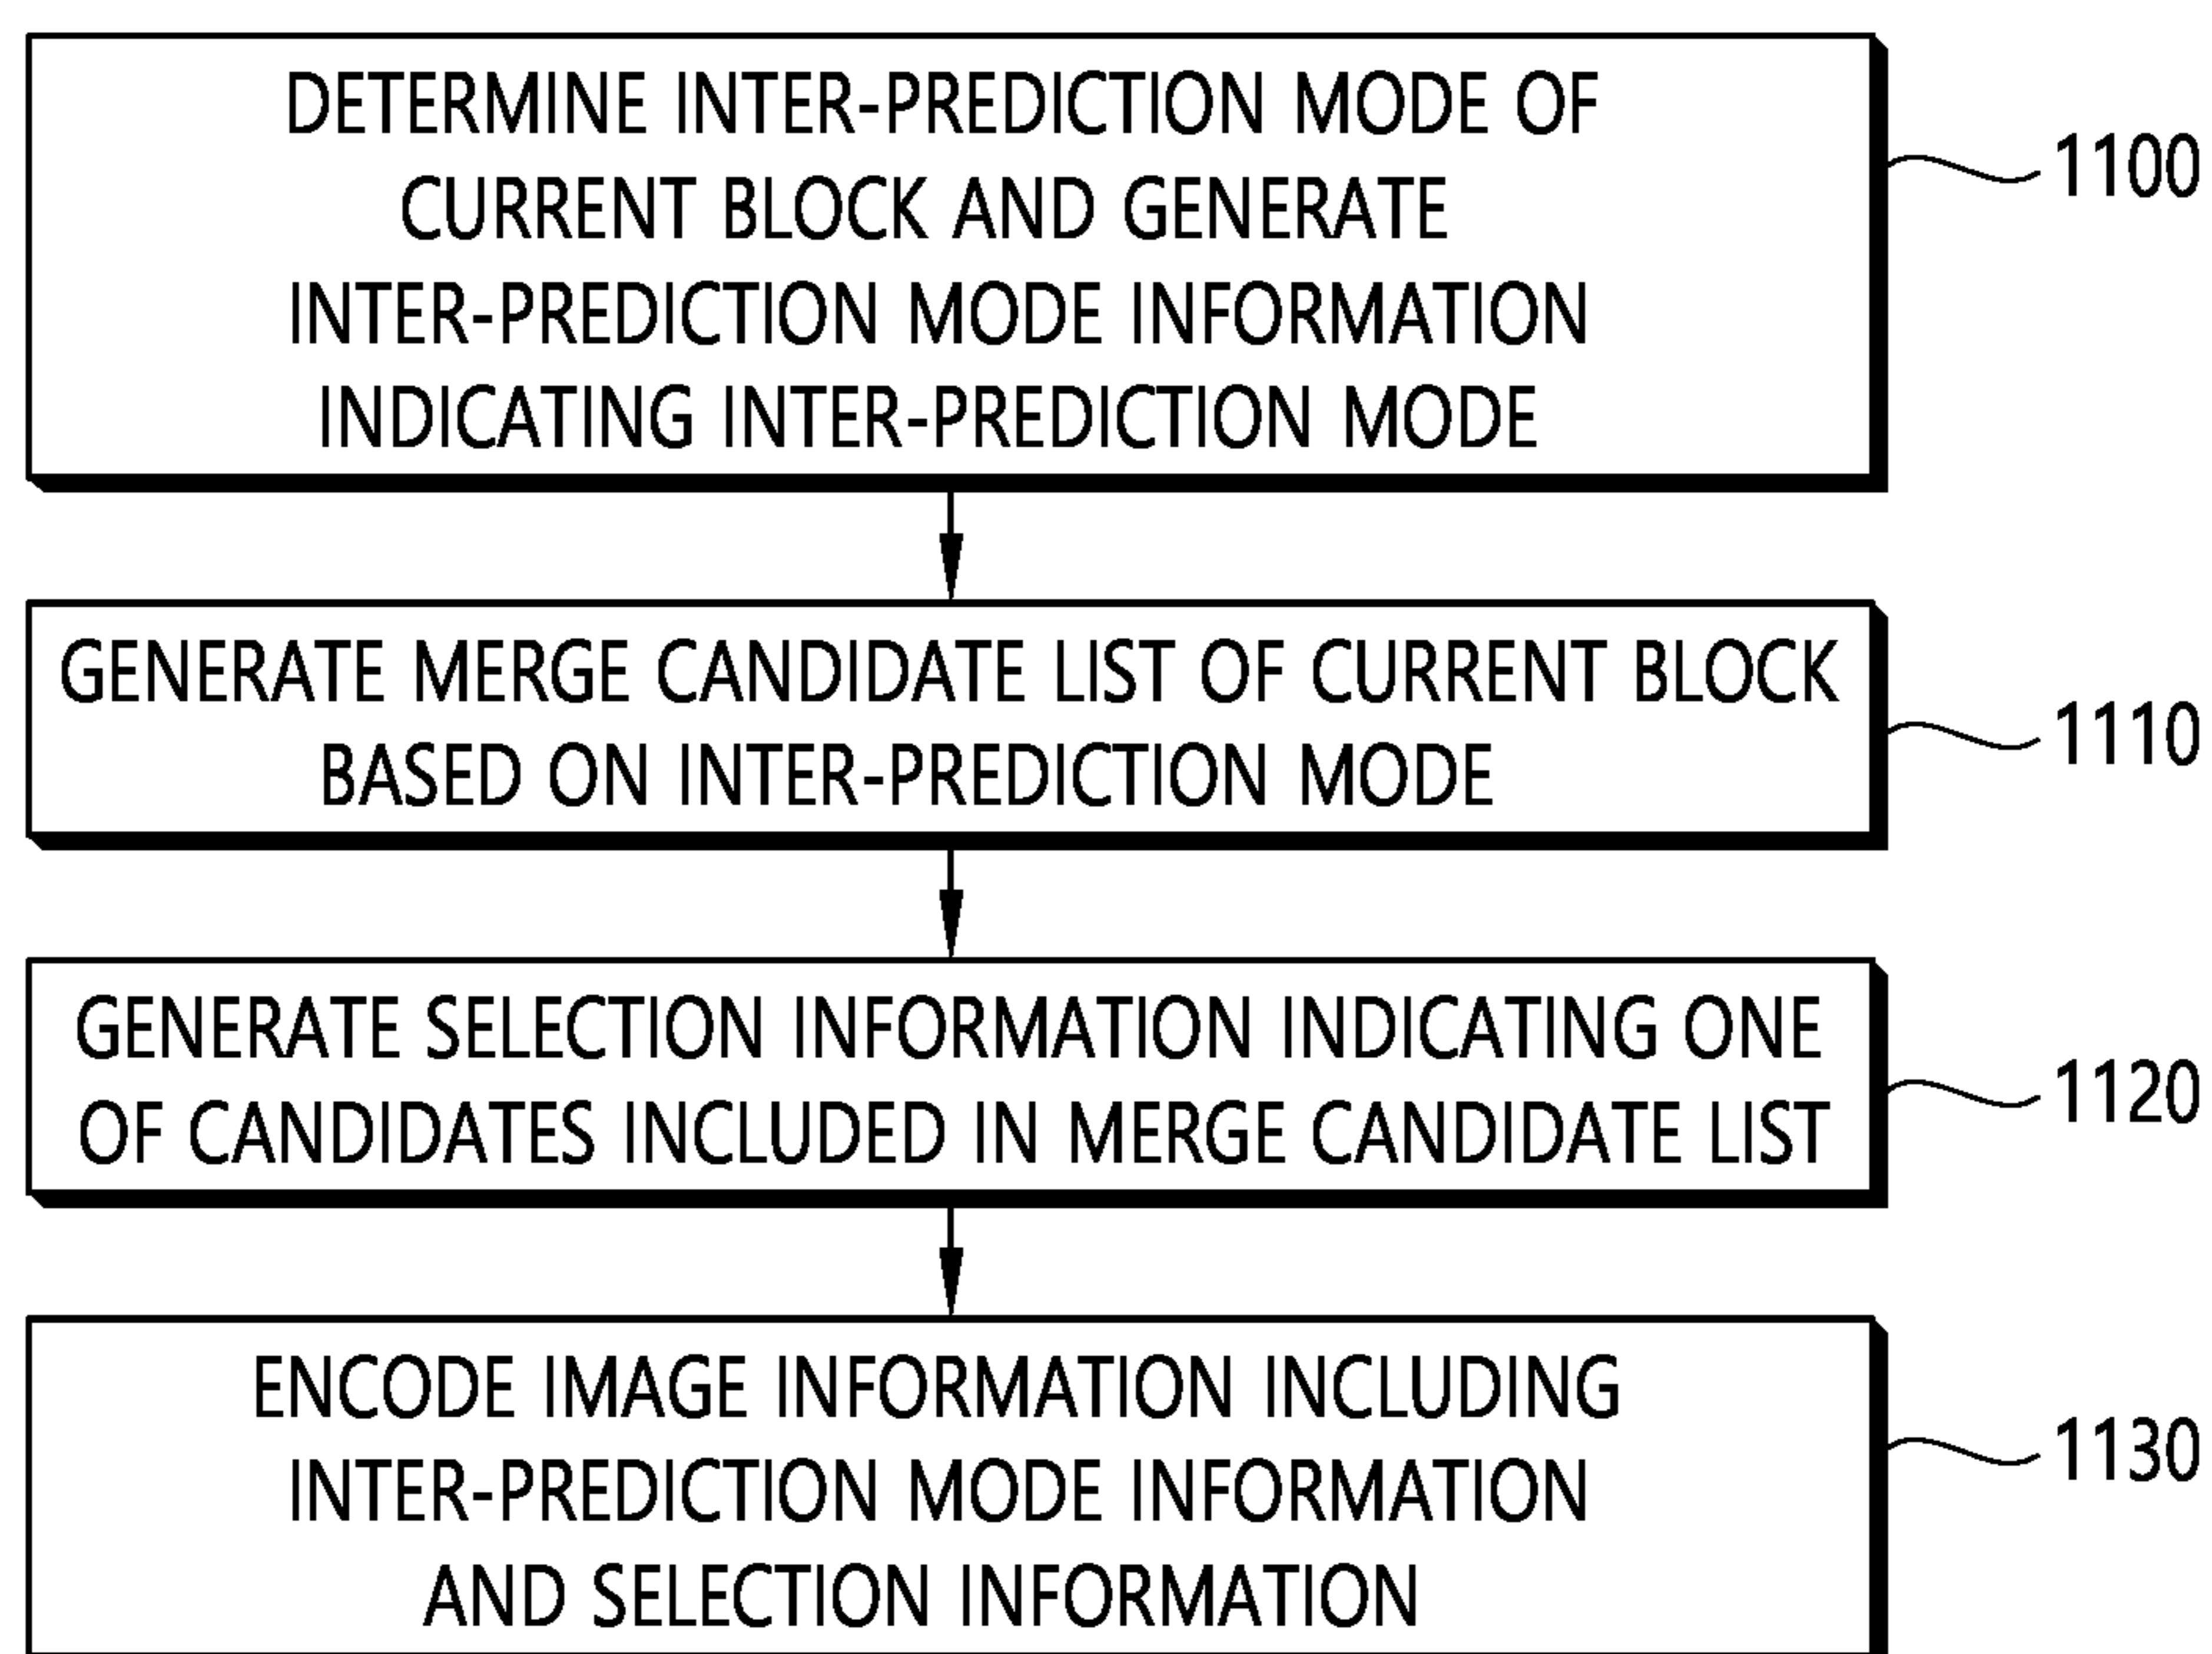 DETERMINE INTER-PREDICTION MODE OF
CURRENT BLOCK AND GENERATE
INTER-PREDICTION MODE INFORMATION
INDICATING INTER-PREDICTION MODE
1100
GENERATE MERGE CANDIDATE LIST OF CURRENT BLOCK
BASED ON INTER-PREDICTION MODE
1110
GENERATE SELECTION INFORMATION INDICATING ONE
OF CANDIDATES INCLUDED IN MERGE CANDIDATE LIST
1120
ENCODE IMAGE INFORMATION INCLUDING
INTER-PREDICTION MODE INFORMATION
AND SELECTION INFORMATION
1130